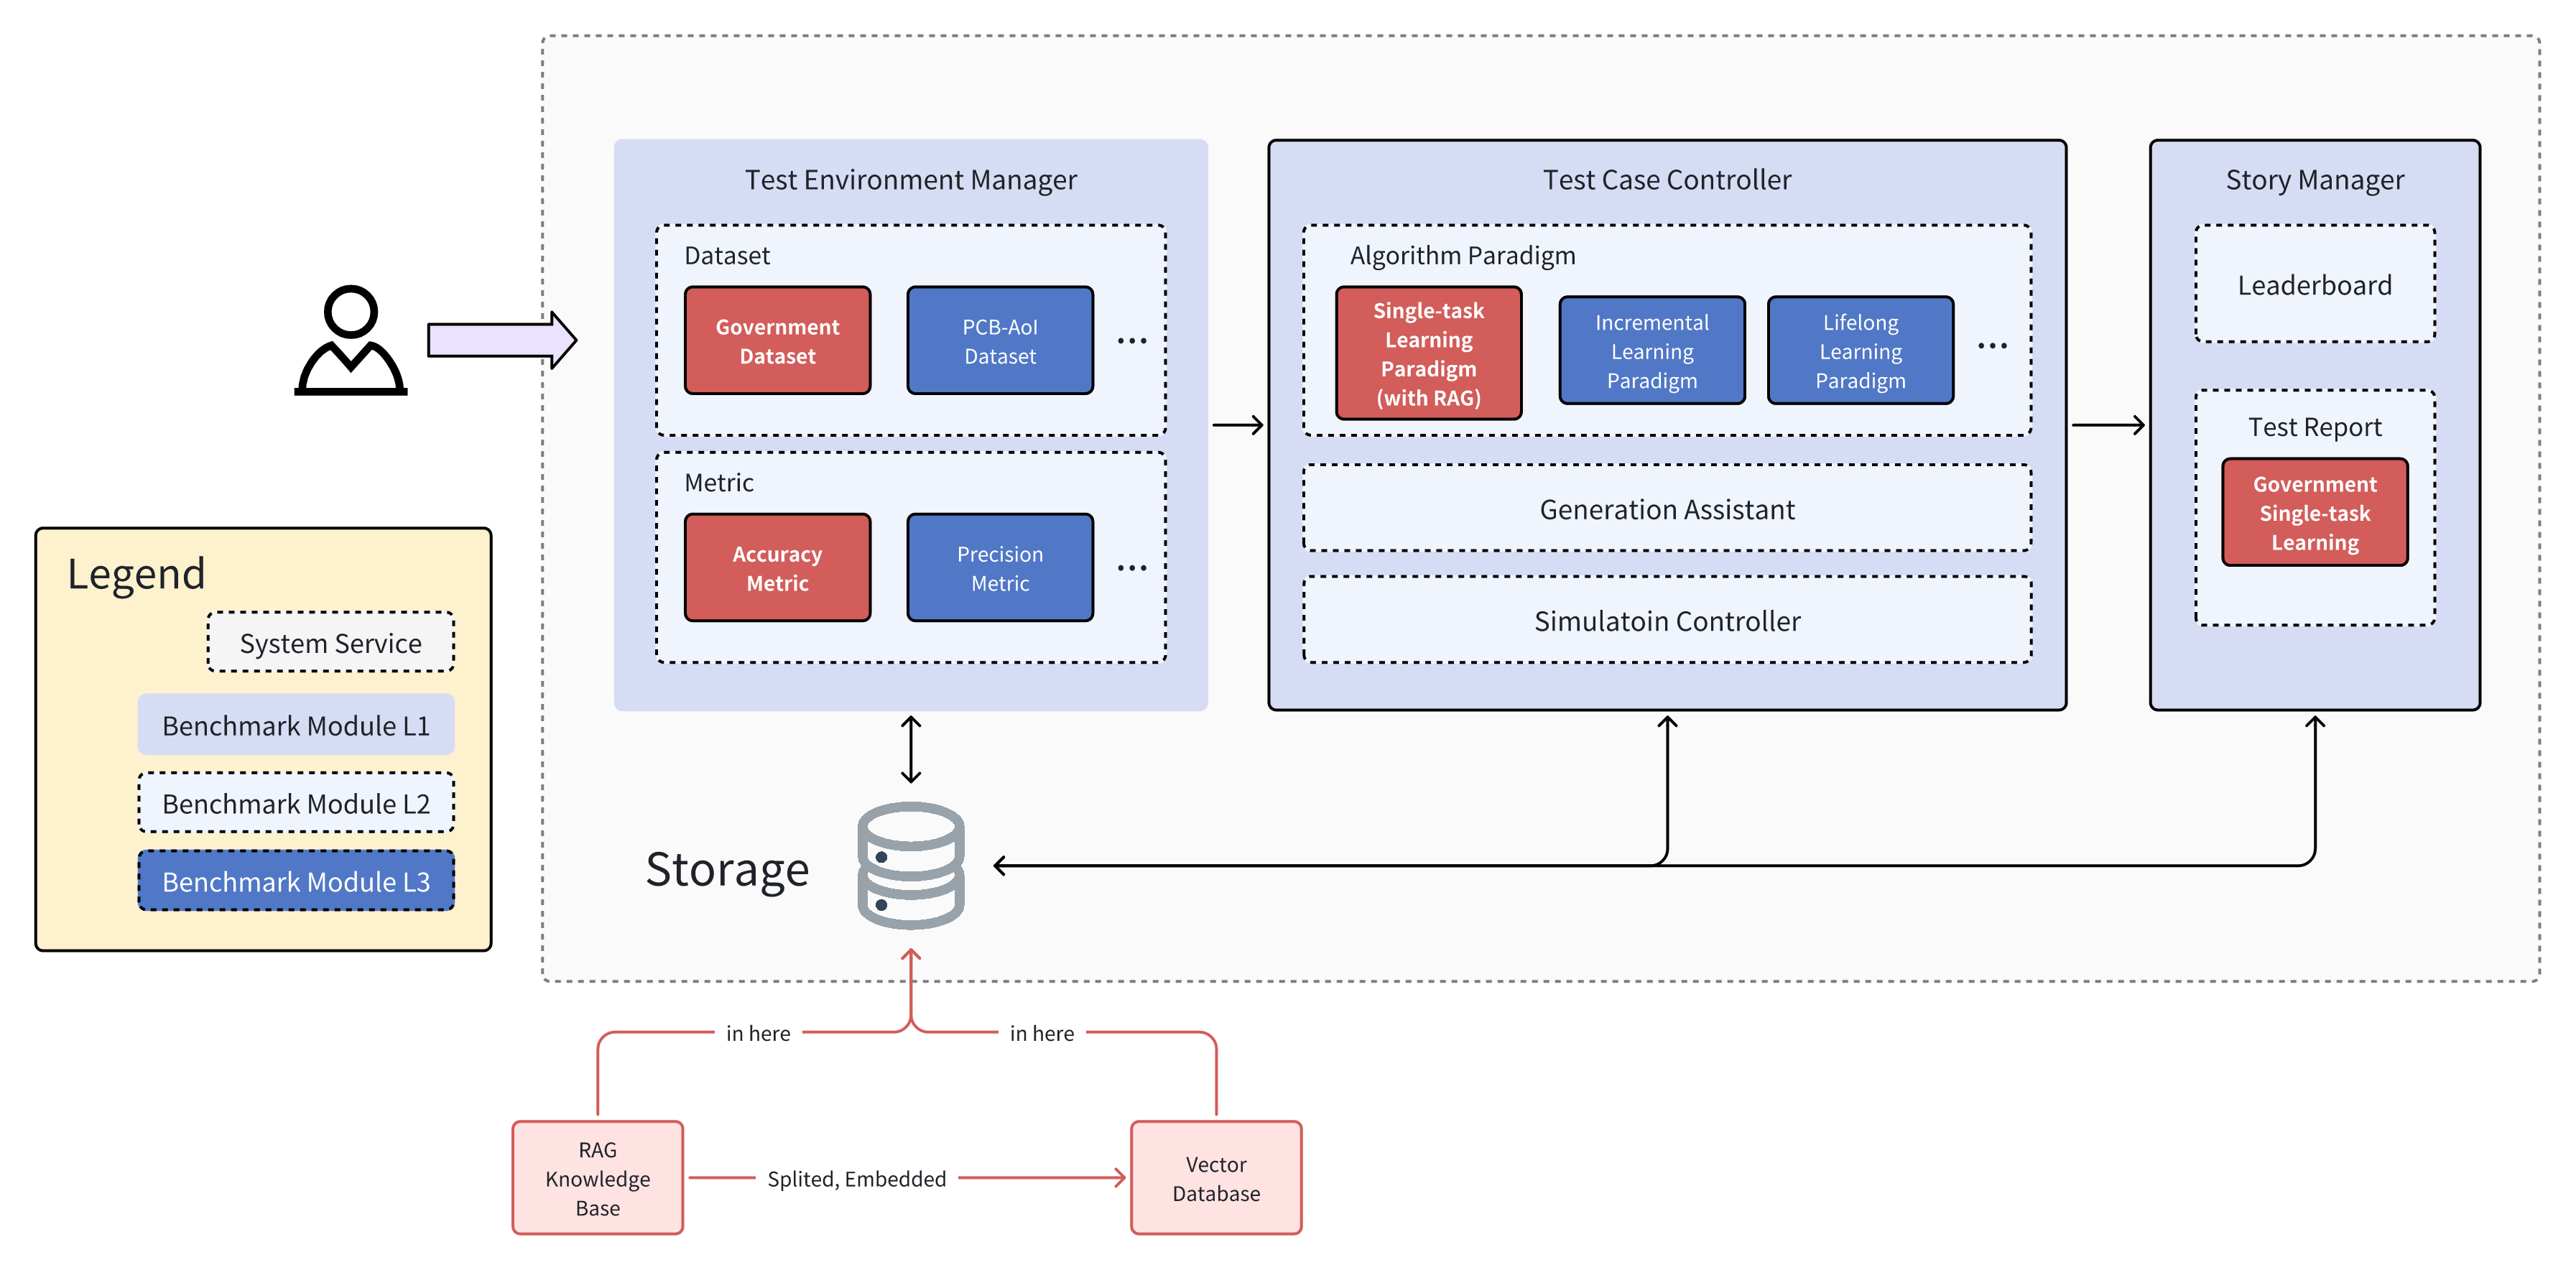 Test Environment Manager
Dataset
Government
Dataset
PCB-AoI
Dataset
...
Metric
Accuracy
Metric
Precision
Metric
...
Test Case Controller
Algorithm Paradigm
Single-task
Learning
Paradigm
(with RAG)
Incremental
Learning
Paradigm
Lifelong
Learning
Paradigm
...
Generation Assistant
Simulatoin Controller
Story Manager
Leaderboard
Test Report
Government
Single-task
Learning
Legend
System Service
Benchmark Module L1
Benchmark Module L2
Benchmark Module L3
Storage
in here
in here
RAG
Knowledge
Base
Splited, Embedded
Vector
Database